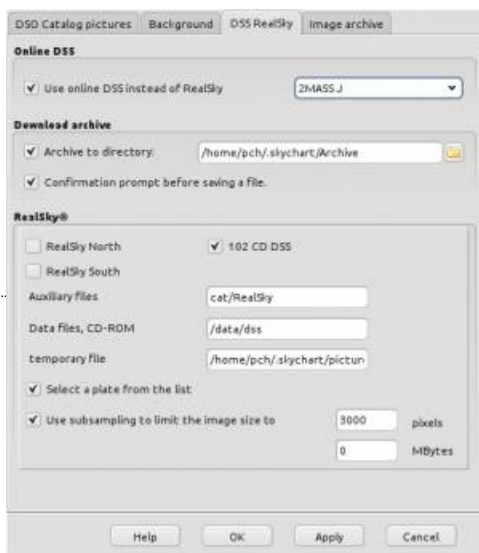 DSO Catalog pictures Background DSS RealSky Image archive
Online DSS
Use online DSS instead of RealSky 2MASS J
Download archive
Archive to directory: /home/pch/.skychart/Archive
Confirmation prompt before saving a file.
RealSky®
RealSky North 102 CD DSS
RealSky South
Auxiliary files cat/RealSky
Data files, CD-ROM /data/dss
temporary file /home/pch/.skychart/pictur
Select a plate from the list
Use subsampling to limit the image size to 3000 pixels
0 MBytes
Help OK Apply Cancel